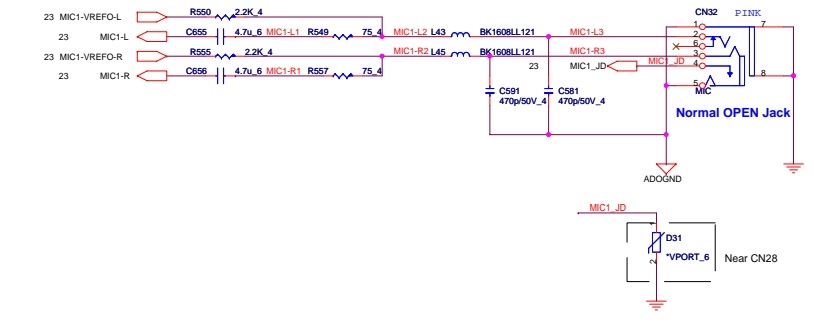 23 MIC1-VREFO-L R550 2.2K_4 CN32 PINK
23 MIC1-L C655 4.7u_6 MIC1-L1 R549 75_4 MIC1-L2 L43 BK1608LL121 MIC1-L3 1 7
2
6
23 MIC1-VREFO-R R555 2.2K_4 MIC1-R2 L45 BK1608LL121 MIC1-R3 3
23 MIC1-R C656 4.7u_6 MIC1-R1 R557 75_4 23 MIC1_JD MIC1_JD 4
8
5
MIC
C591 C581
470p/50V_4 470p/50V_4
Normal OPEN Jack
ADOGND
MIC1_JD
1
D31
*VPORT_6
2
Near CN28